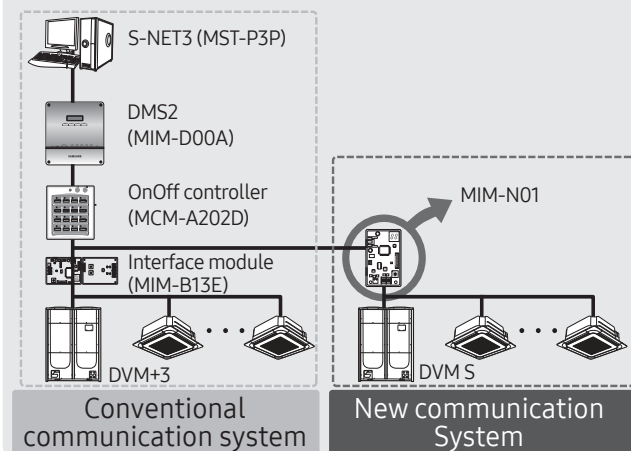 S-NET3 (MST-P3P)
DMS2
(MIM-D00A)
OnOff controller
(MCM-A202D)
MIM-N01
Interface module
(MIM-B13E)
DVM+3
DVM S
Conventional
communication system
New communication
System